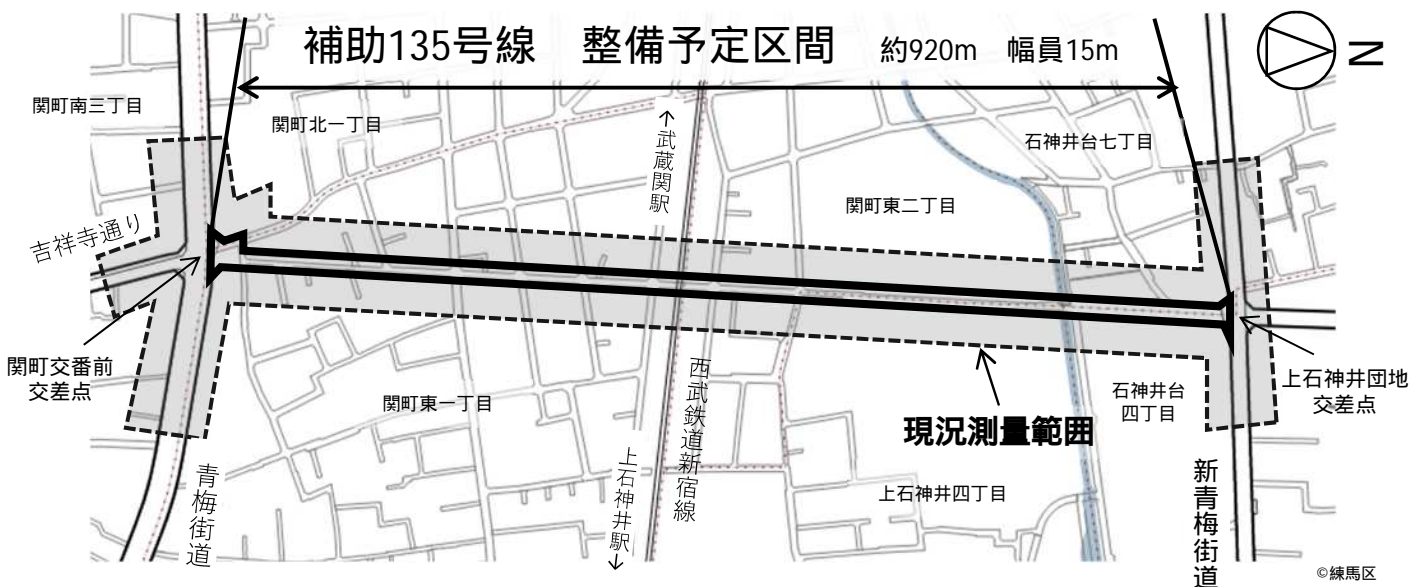 補助135号線　整備予定区間　約920m　幅員15m
N
関町南三丁目
関町北一丁目
↑武蔵関駅
石神井台七丁目
関町東二丁目
吉祥寺通り
関町交番前
交差点
関町東一丁目
西武鉄道新宿線
上石神井駅↓
現況測量範囲
石神井台
四丁目
上石神井団地
交差点
上石神井四丁目
青梅街道
新青梅街道
©練馬区